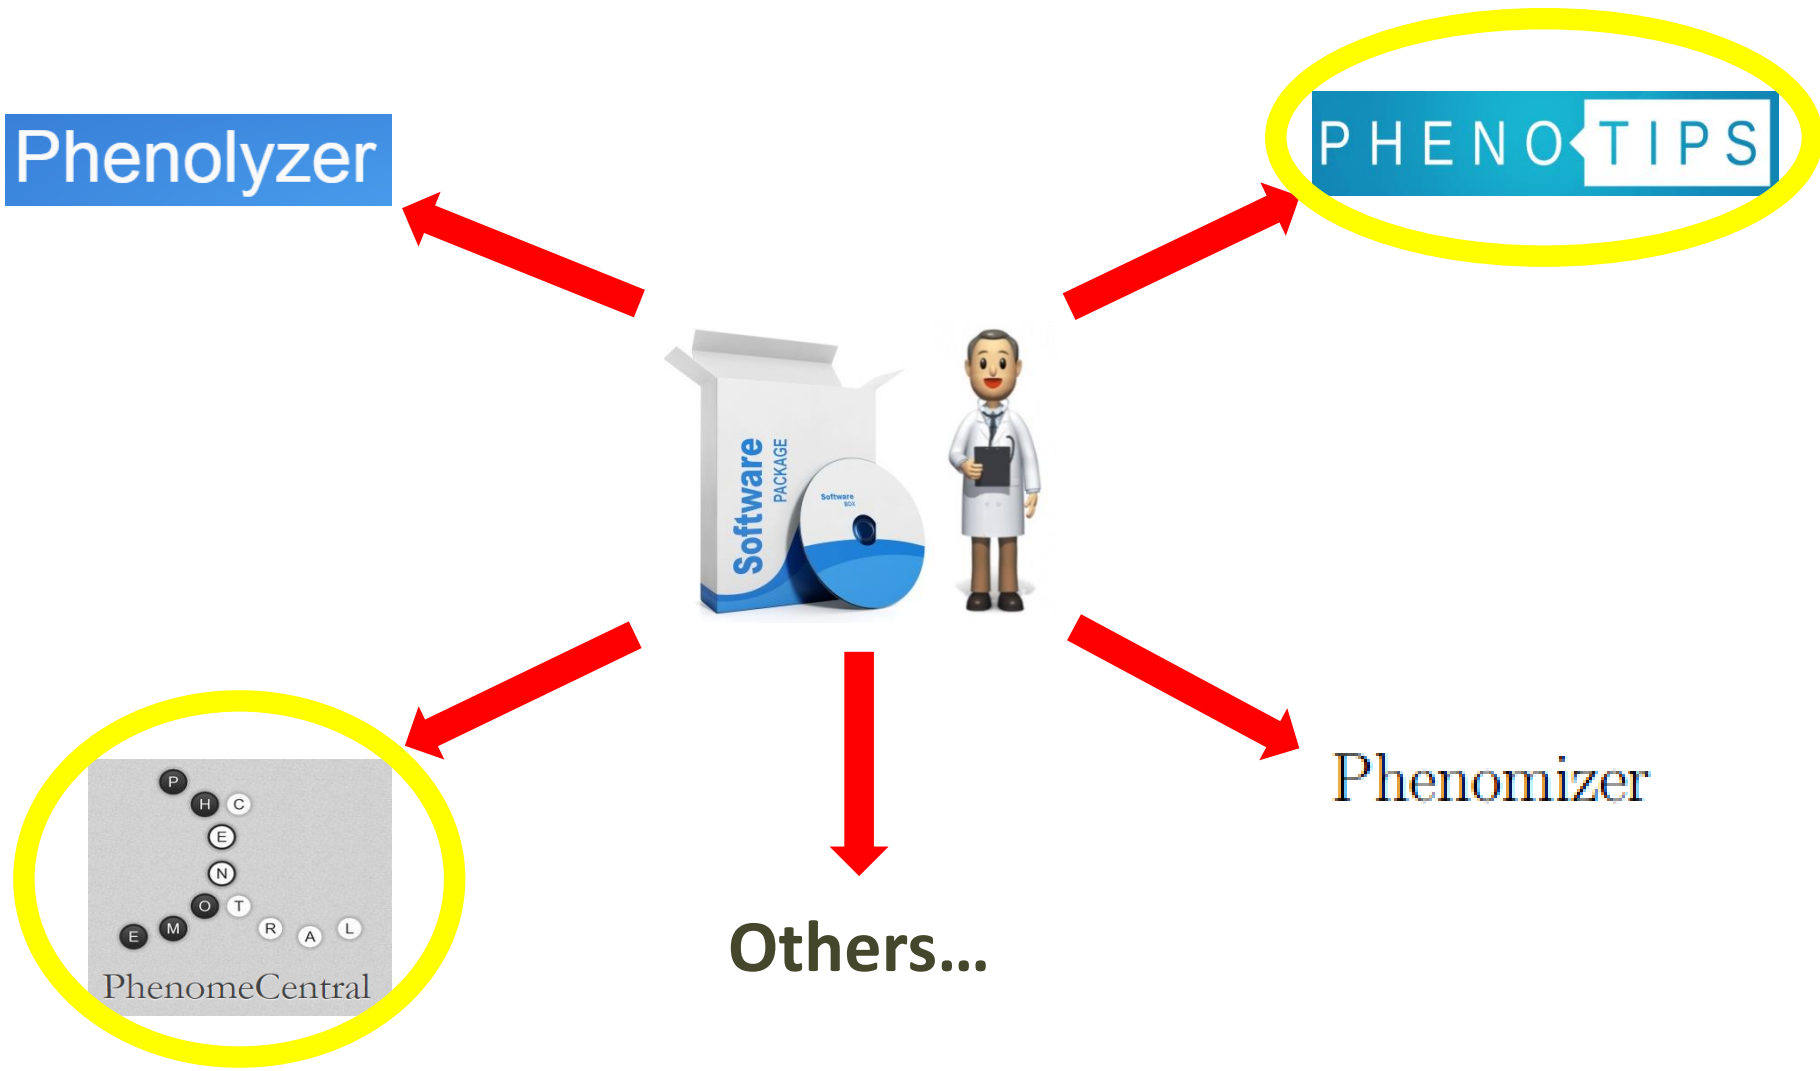 Phenolyzer
PHENOTIPS
Software
PACKAGE
Software
BOX
P
H C
E
N
O T
E M R A L
PhenomeCentral
Phenomizer
Others...